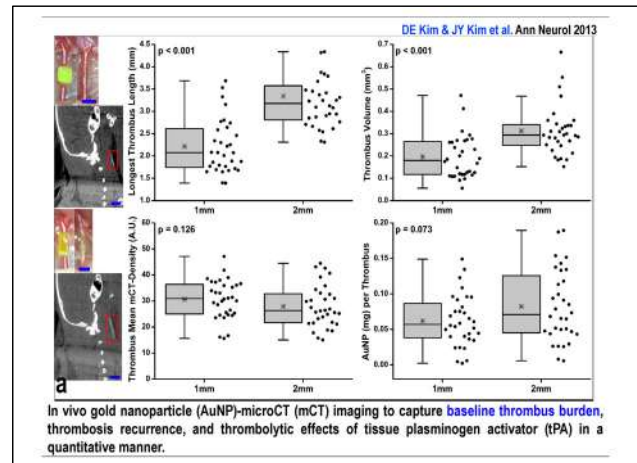 DE Kim & JY Kim et al. Ann Neurol 2013
p < 0.001
Longest Thrombus Length (mm)
4.5
4.0
3.5
3.0
2.5
2.0
1.5
1.0
1mm
2mm
p < 0.001
Thrombus Volume (mm³)
0.7
0.6
0.5
0.4
0.3
0.2
0.1
0.0
1mm
2mm
p = 0.126
Thrombus Mean mCT-Density (A.U.)
60
50
40
30
20
10
0
1mm
2mm
p = 0.073
AuNP (mg) per Thrombus
0.20
0.15
0.10
0.05
0.00
1mm
2mm
a
In vivo gold nanoparticle (AuNP)-microCT (mCT) imaging to capture baseline thrombus burden,
thrombosis recurrence, and thrombolytic effects of tissue plasminogen activator (tPA) in a
quantitative manner.